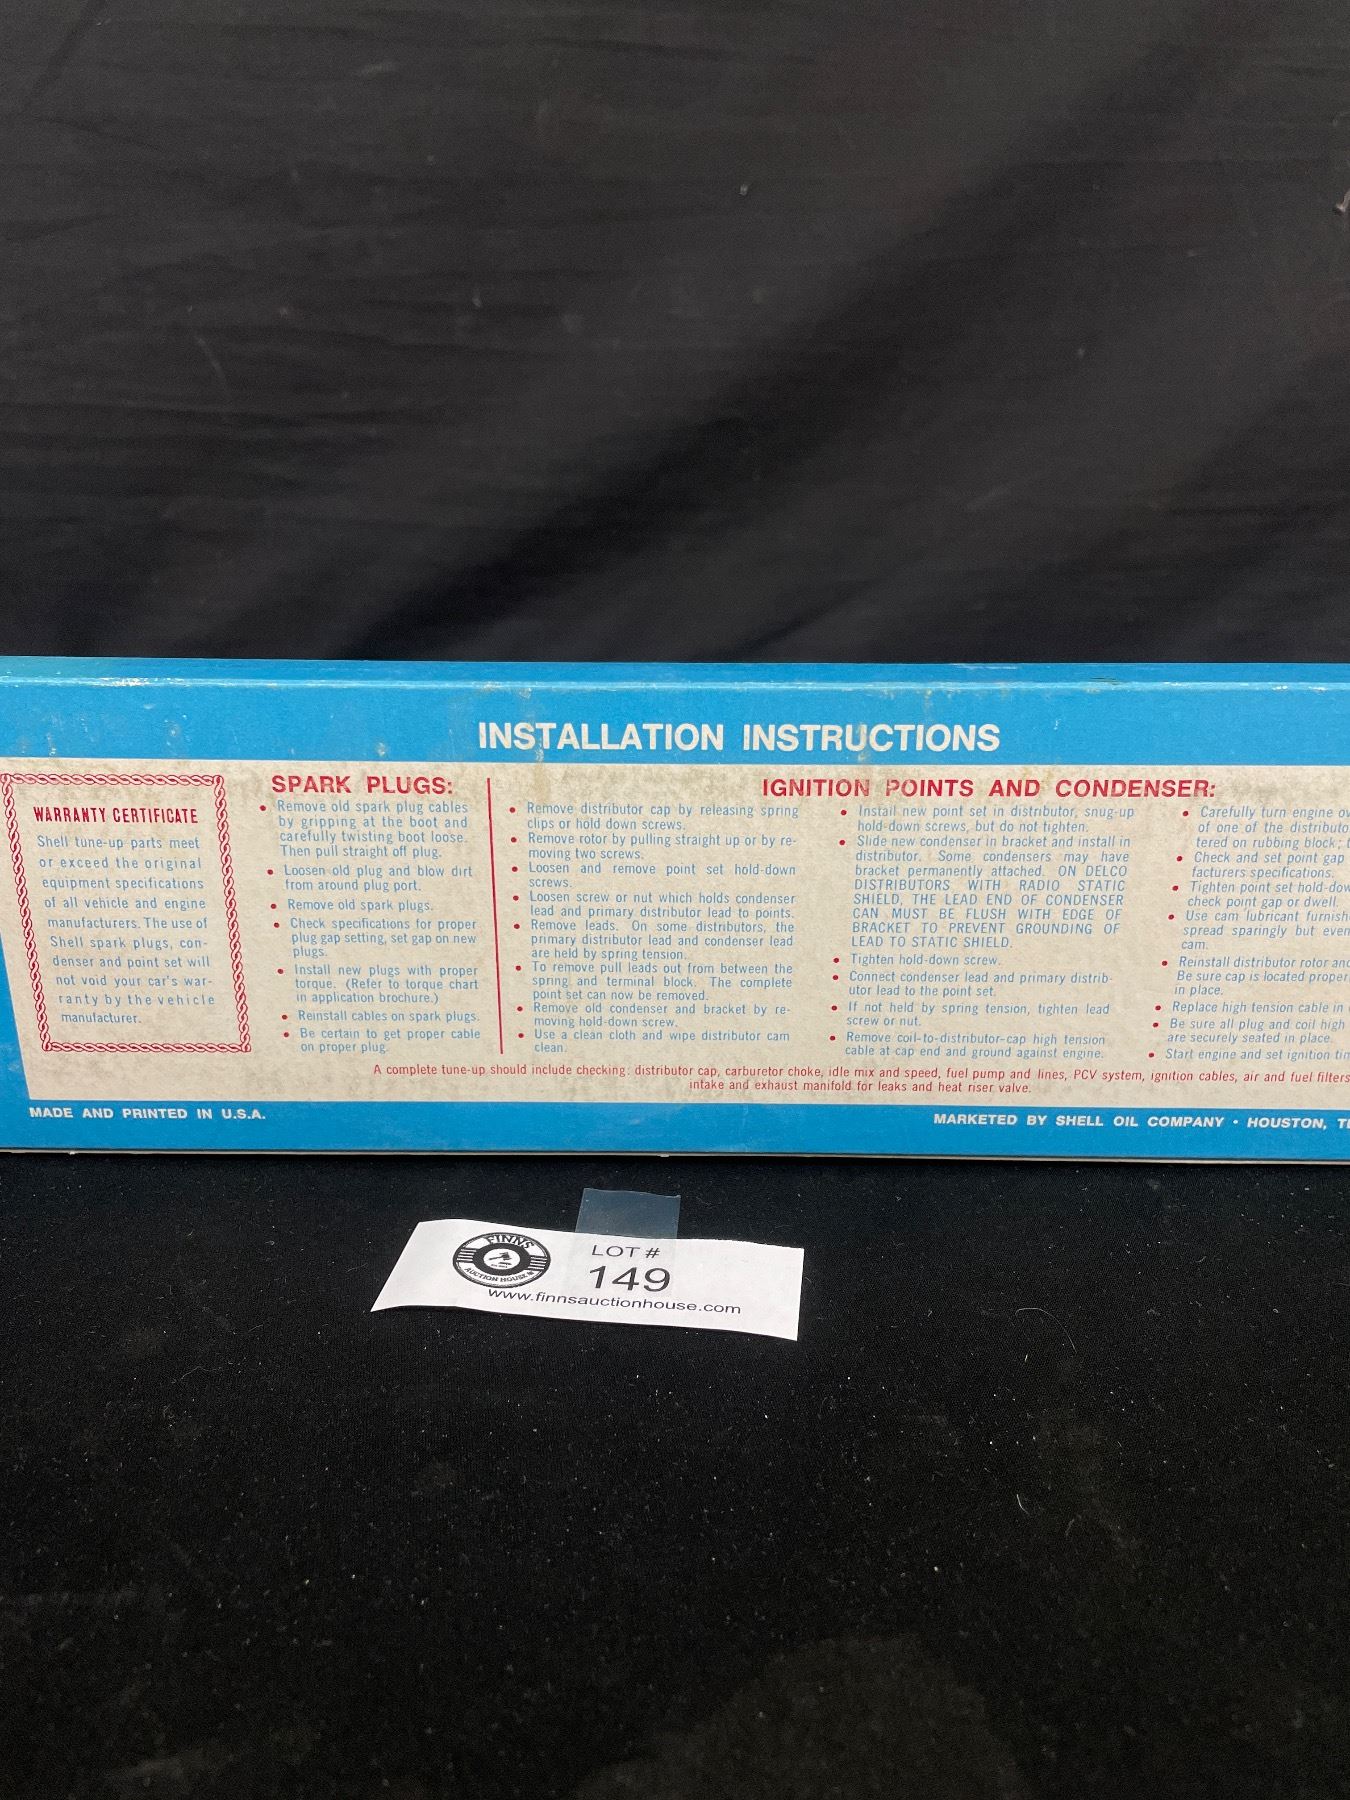 INSTALLATION INSTRUCTIONS
WARRANTY CERTIFICATE
Shell tune-up parts meet
or exceed the original
equipment specifications
of all vehicle and engine
manufacturers. The use of
Shell spark plugs, con-
denser and point set will
not void your car's war-
ranty by the vehicle
manufacturer.
SPARK PLUGS:
• Remove old spark plug cables
by gripping at the boot and
carefully twisting boot loose.
Then pull straight off plug.
• Loosen old plug and blow dirt
from around plug port.
• Remove old spark plugs.
• Check specifications for proper
plug gap setting, set gap on new
plugs.
• Install new plugs with proper
torque. (Refer to torque chart
in application brochure.)
• Reinstall cables on spark plugs.
• Be certain to get proper cable
on proper plug.
IGNITION POINTS AND CONDENSER:
• Remove distributor cap by releasing spring
clips or hold down screws.
• Remove rotor by pulling straight up or by re-
moving two screws.
• Loosen and remove point set hold-down
screws.
• Loosen screw or nut which holds condenser
lead and primary distributor lead to points.
• Remove leads. On some distributors, the
primary distributor lead and condenser lead
are held by spring tension.
• To remove pull leads out from between the
spring and terminal block. The complete
point set can now be removed.
• Remove old condenser and bracket by re-
moving hold-down screw.
• Use a clean cloth and wipe distributor cam
clean.
• Install new point set in distributor, snug-up
hold-down screws, but do not tighten.
• Slide new condenser in bracket and install in
distributor. Some condensers may have
bracket permanently attached. ON DELCO
DISTRIBUTORS WITH RADIO STATIC
SHIELD, THE LEAD END OF CONDENSER
CAN MUST BE FLUSH WITH EDGE OF
BRACKET TO PREVENT GROUNDING OF
LEAD TO STATIC SHIELD.
• Tighten hold-down screw.
• Connect condenser lead and primary distrib-
utor lead to the point set.
• If not held by spring tension, tighten lead
screw or nut.
• Remove coil-to-distributor-cap high tension
cable at cap end and ground against engine.
• Carefully turn engine ov
of one of the distributo
tered on rubbing block; t
• Check and set point gap
facturers specifications.
• Tighten point set hold-dow
check point gap or dwell.
• Use cam lubricant furnish
spread sparingly but even
cam.
• Reinstall distributor rotor and
Be sure cap is located proper
in place.
• Replace high tension cable in
• Be sure all plug and coil high
are securely seated in place.
• Start engine and set ignition tim
A complete tune-up should include checking: distributor cap, carburetor choke, idle mix and speed, fuel pump and lines, PCV system, ignition cables, air and fuel filters
intake and exhaust manifold for leaks and heat riser valve.
MADE AND PRINTED IN U.S.A.
MARKETED BY SHELL OIL COMPANY • HOUSTON, TE
FINNS
AUCTION HOUSE
LOT #
149
www.finnsauctionhouse.com